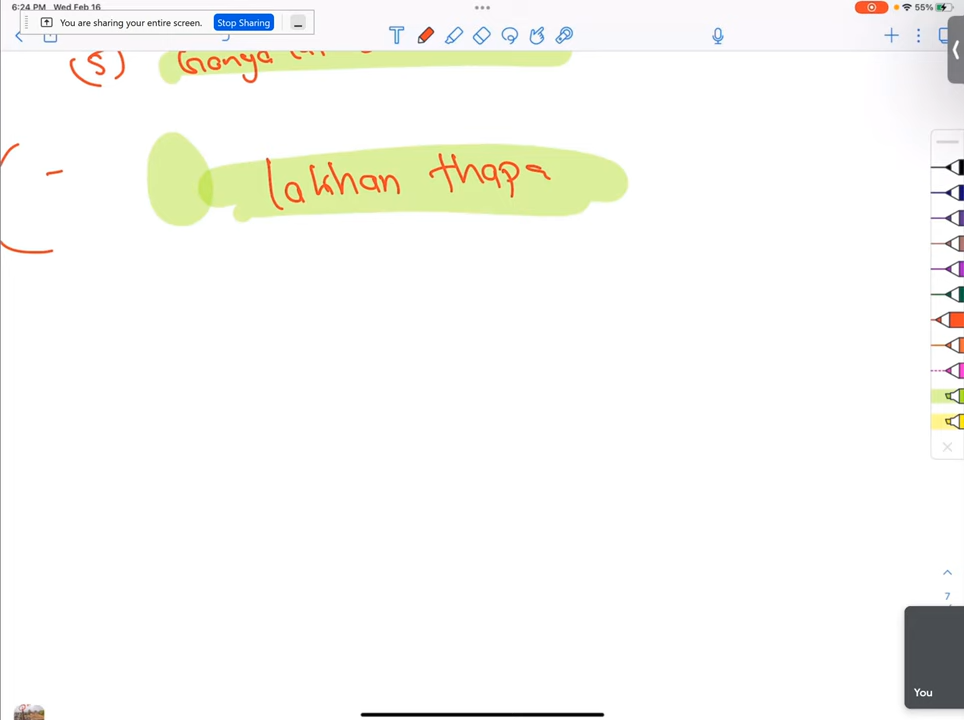 6:24 PM Wed Feb 16
55%
You are sharing your entire screen.
Stop Sharing
(5)
lakhan thapa
7
You